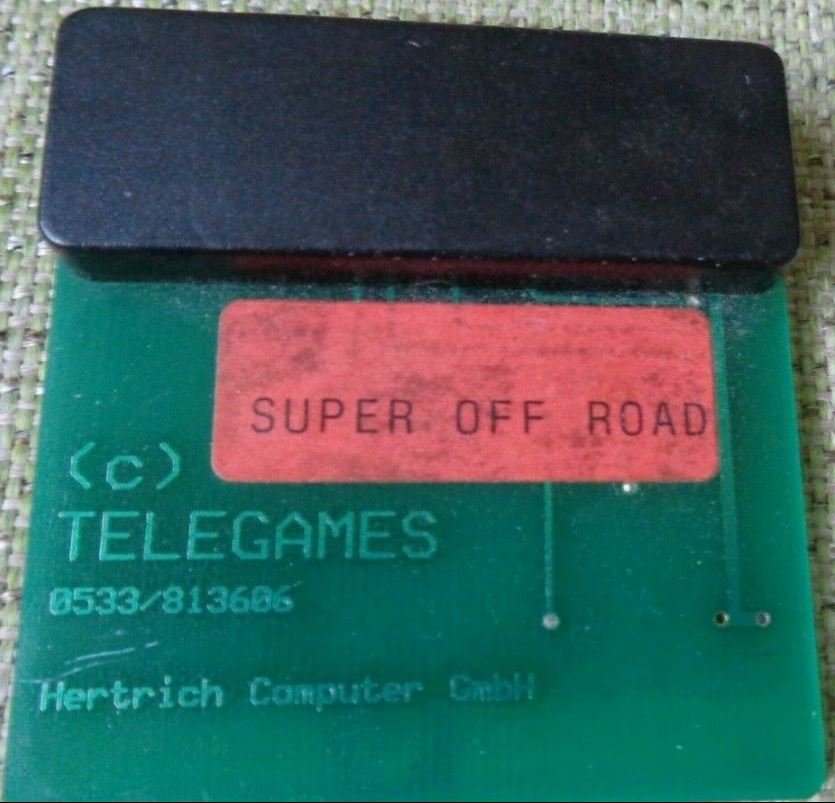 SUPER OFF ROAD
(c)
TELEGAMES
0533/813606
Hertrich Computer GmbH